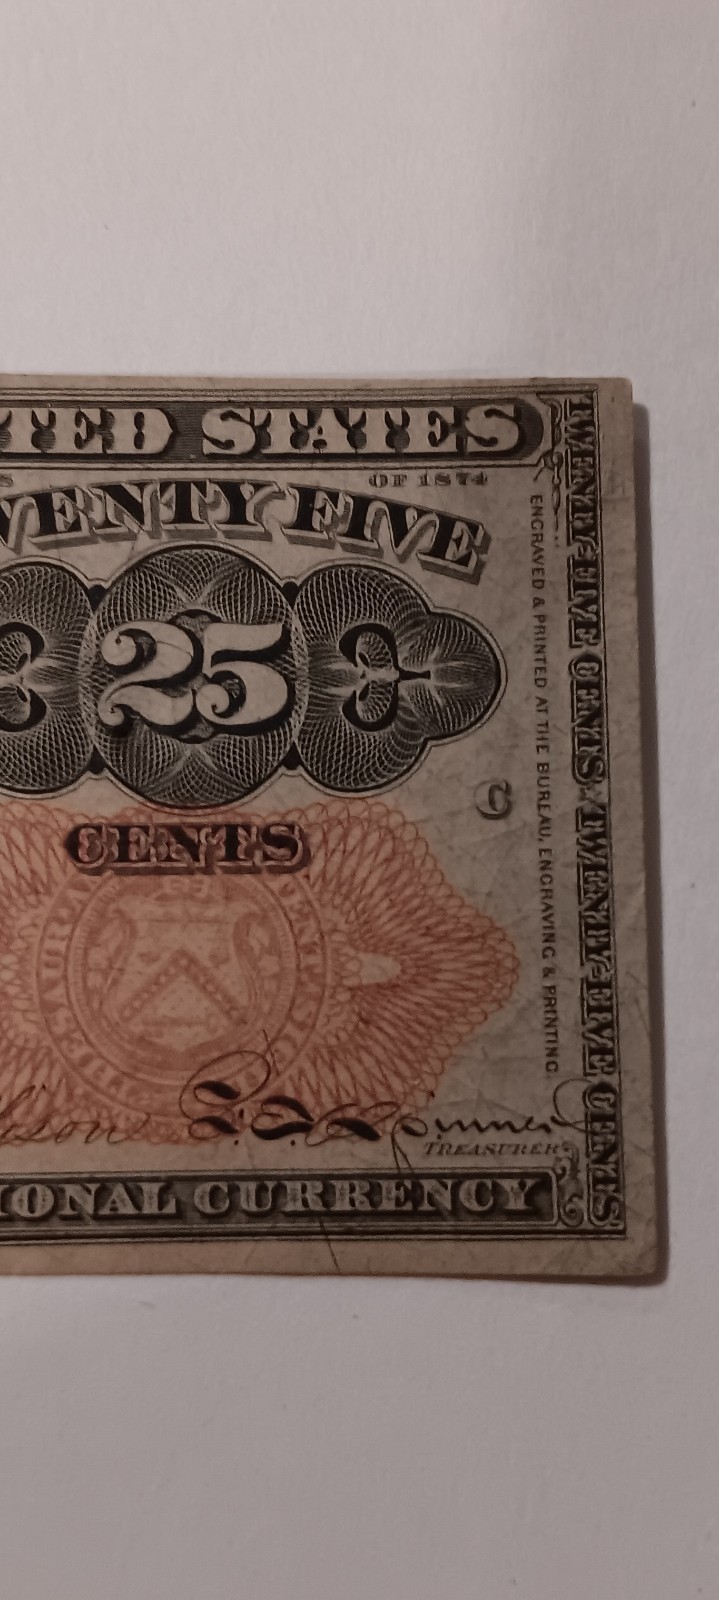 TED STATES
S OF 1874
WENTY FIVE
25
CENTS
TREASURER
IONAL CURRENCY
ENGRAVED & PRINTED AT THE BUREAU, ENGRAVING & PRINTING.
TWENTY-FIVE CENTS TWENTY-FIVE CENTS